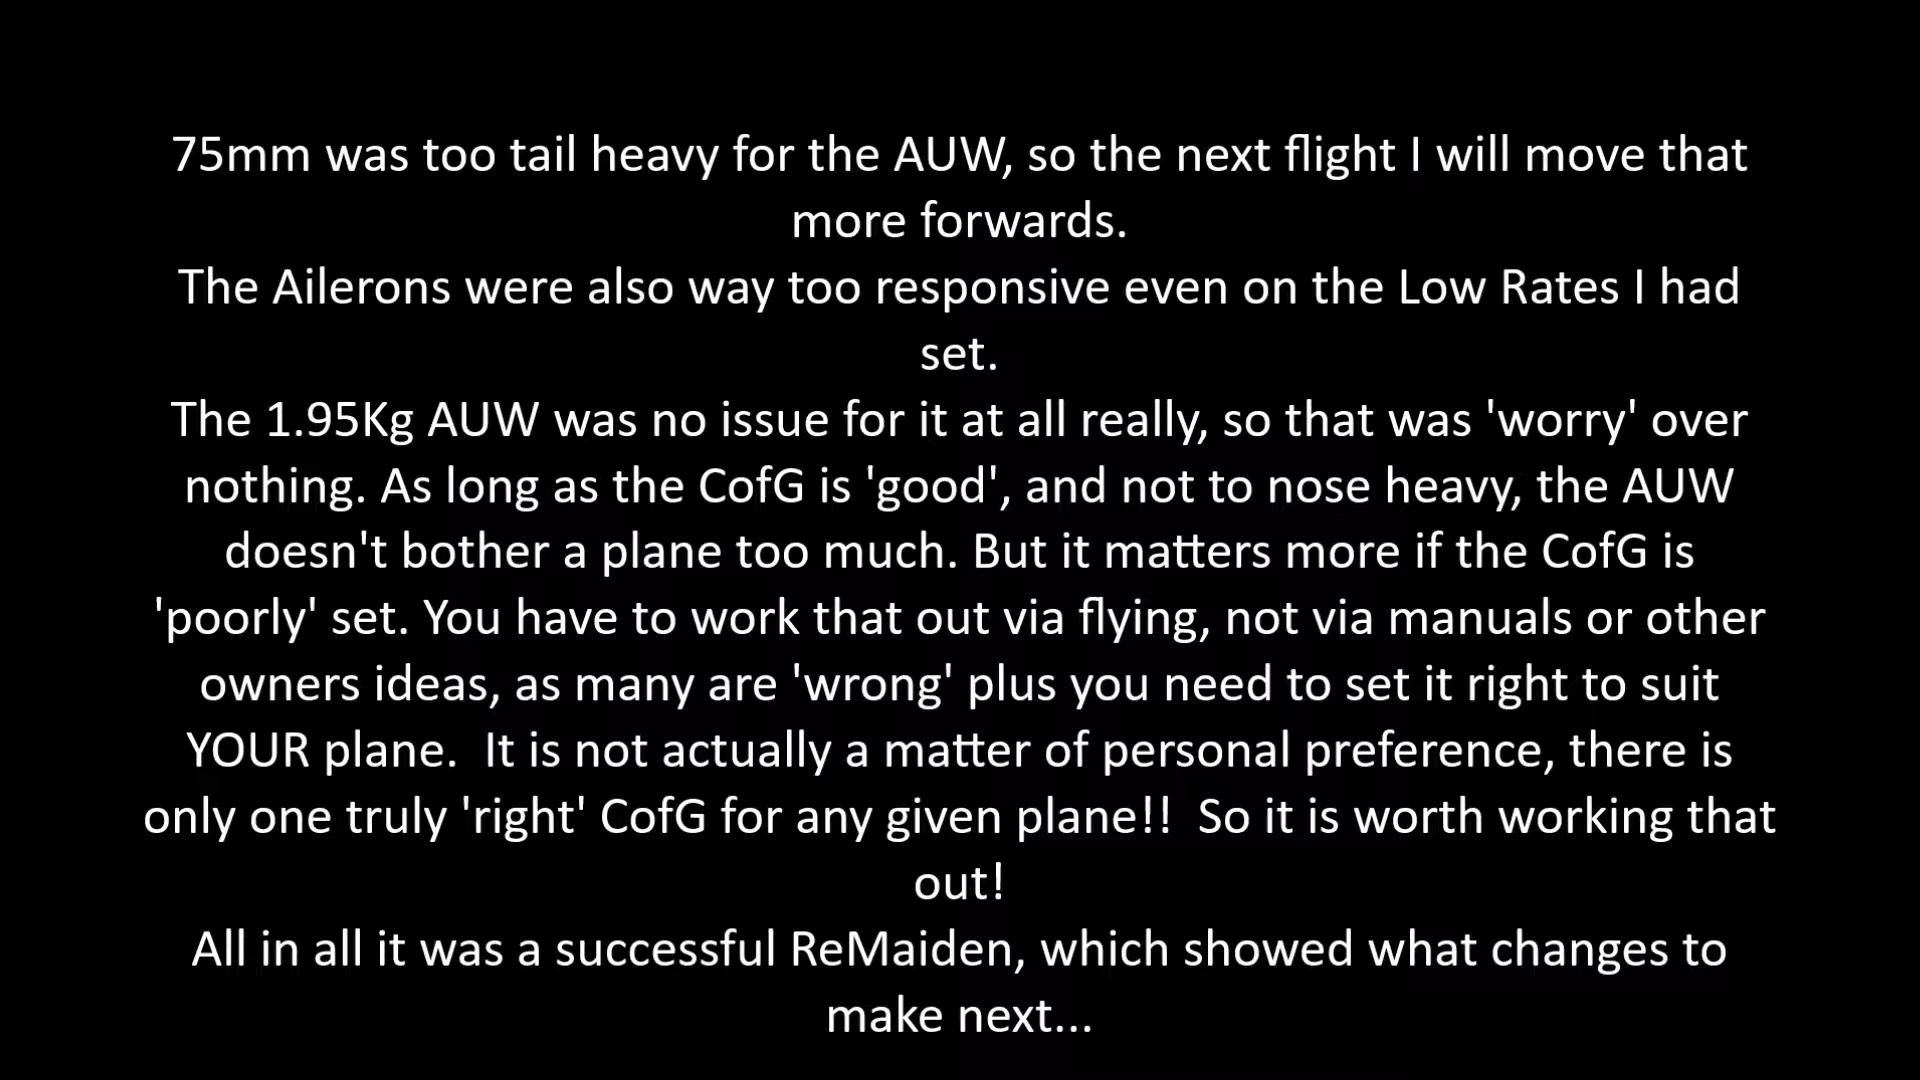 75mm was too tail heavy for the AUW, so the next flight I will move that
more forwards.
The Ailerons were also way too responsive even on the Low Rates I had
set.
The 1.95Kg AUW was no issue for it at all really, so that was 'worry' over
nothing. As long as the CofG is 'good', and not to nose heavy, the AUW
doesn't bother a plane too much. But it matters more if the CofG is
'poorly' set. You have to work that out via flying, not via manuals or other
owners ideas, as many are 'wrong' plus you need to set it right to suit
YOUR plane.  It is not actually a matter of personal preference, there is
only one truly 'right' CofG for any given plane!!  So it is worth working that
out!
All in all it was a successful ReMaiden, which showed what changes to
make next...